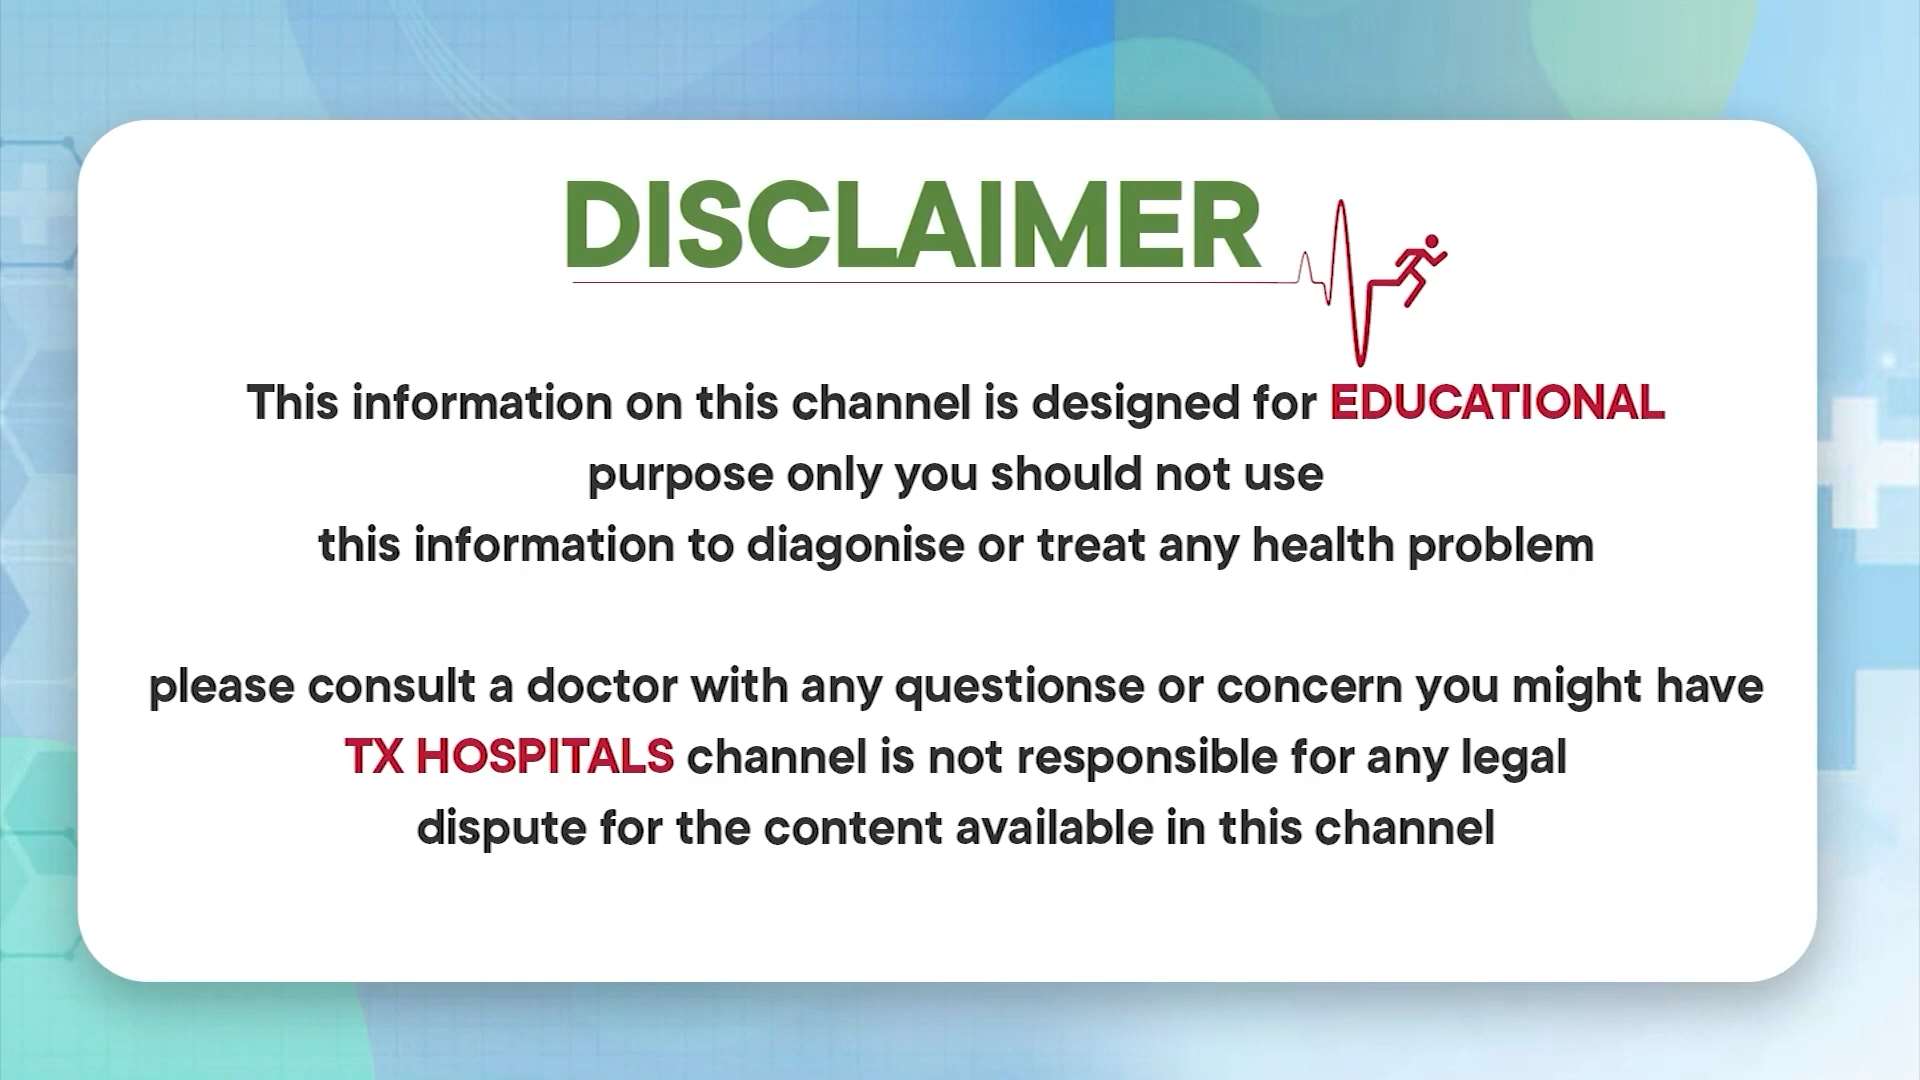 DISCLAIMER
This information on this channel is designed for EDUCATIONAL
purpose only you should not use
this information to diagonise or treat any health problem
please consult a doctor with any questionse or concern you might have
TX HOSPITALS channel is not responsible for any legal
dispute for the content available in this channel